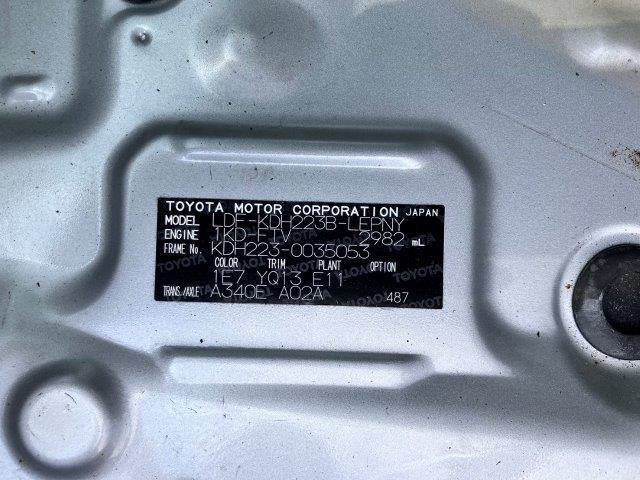 TOYOTA MOTOR CORPORATION JAPAN
MODEL LDF-KDH223B-LEPNY
ENGINE 1KD-FTV 2982 mL
FRAME No. KDH223-0035053
COLOR TRIM PLANT OPTION
1E7 YQ13 E11
TRANS./AXLE A340E A02A 487